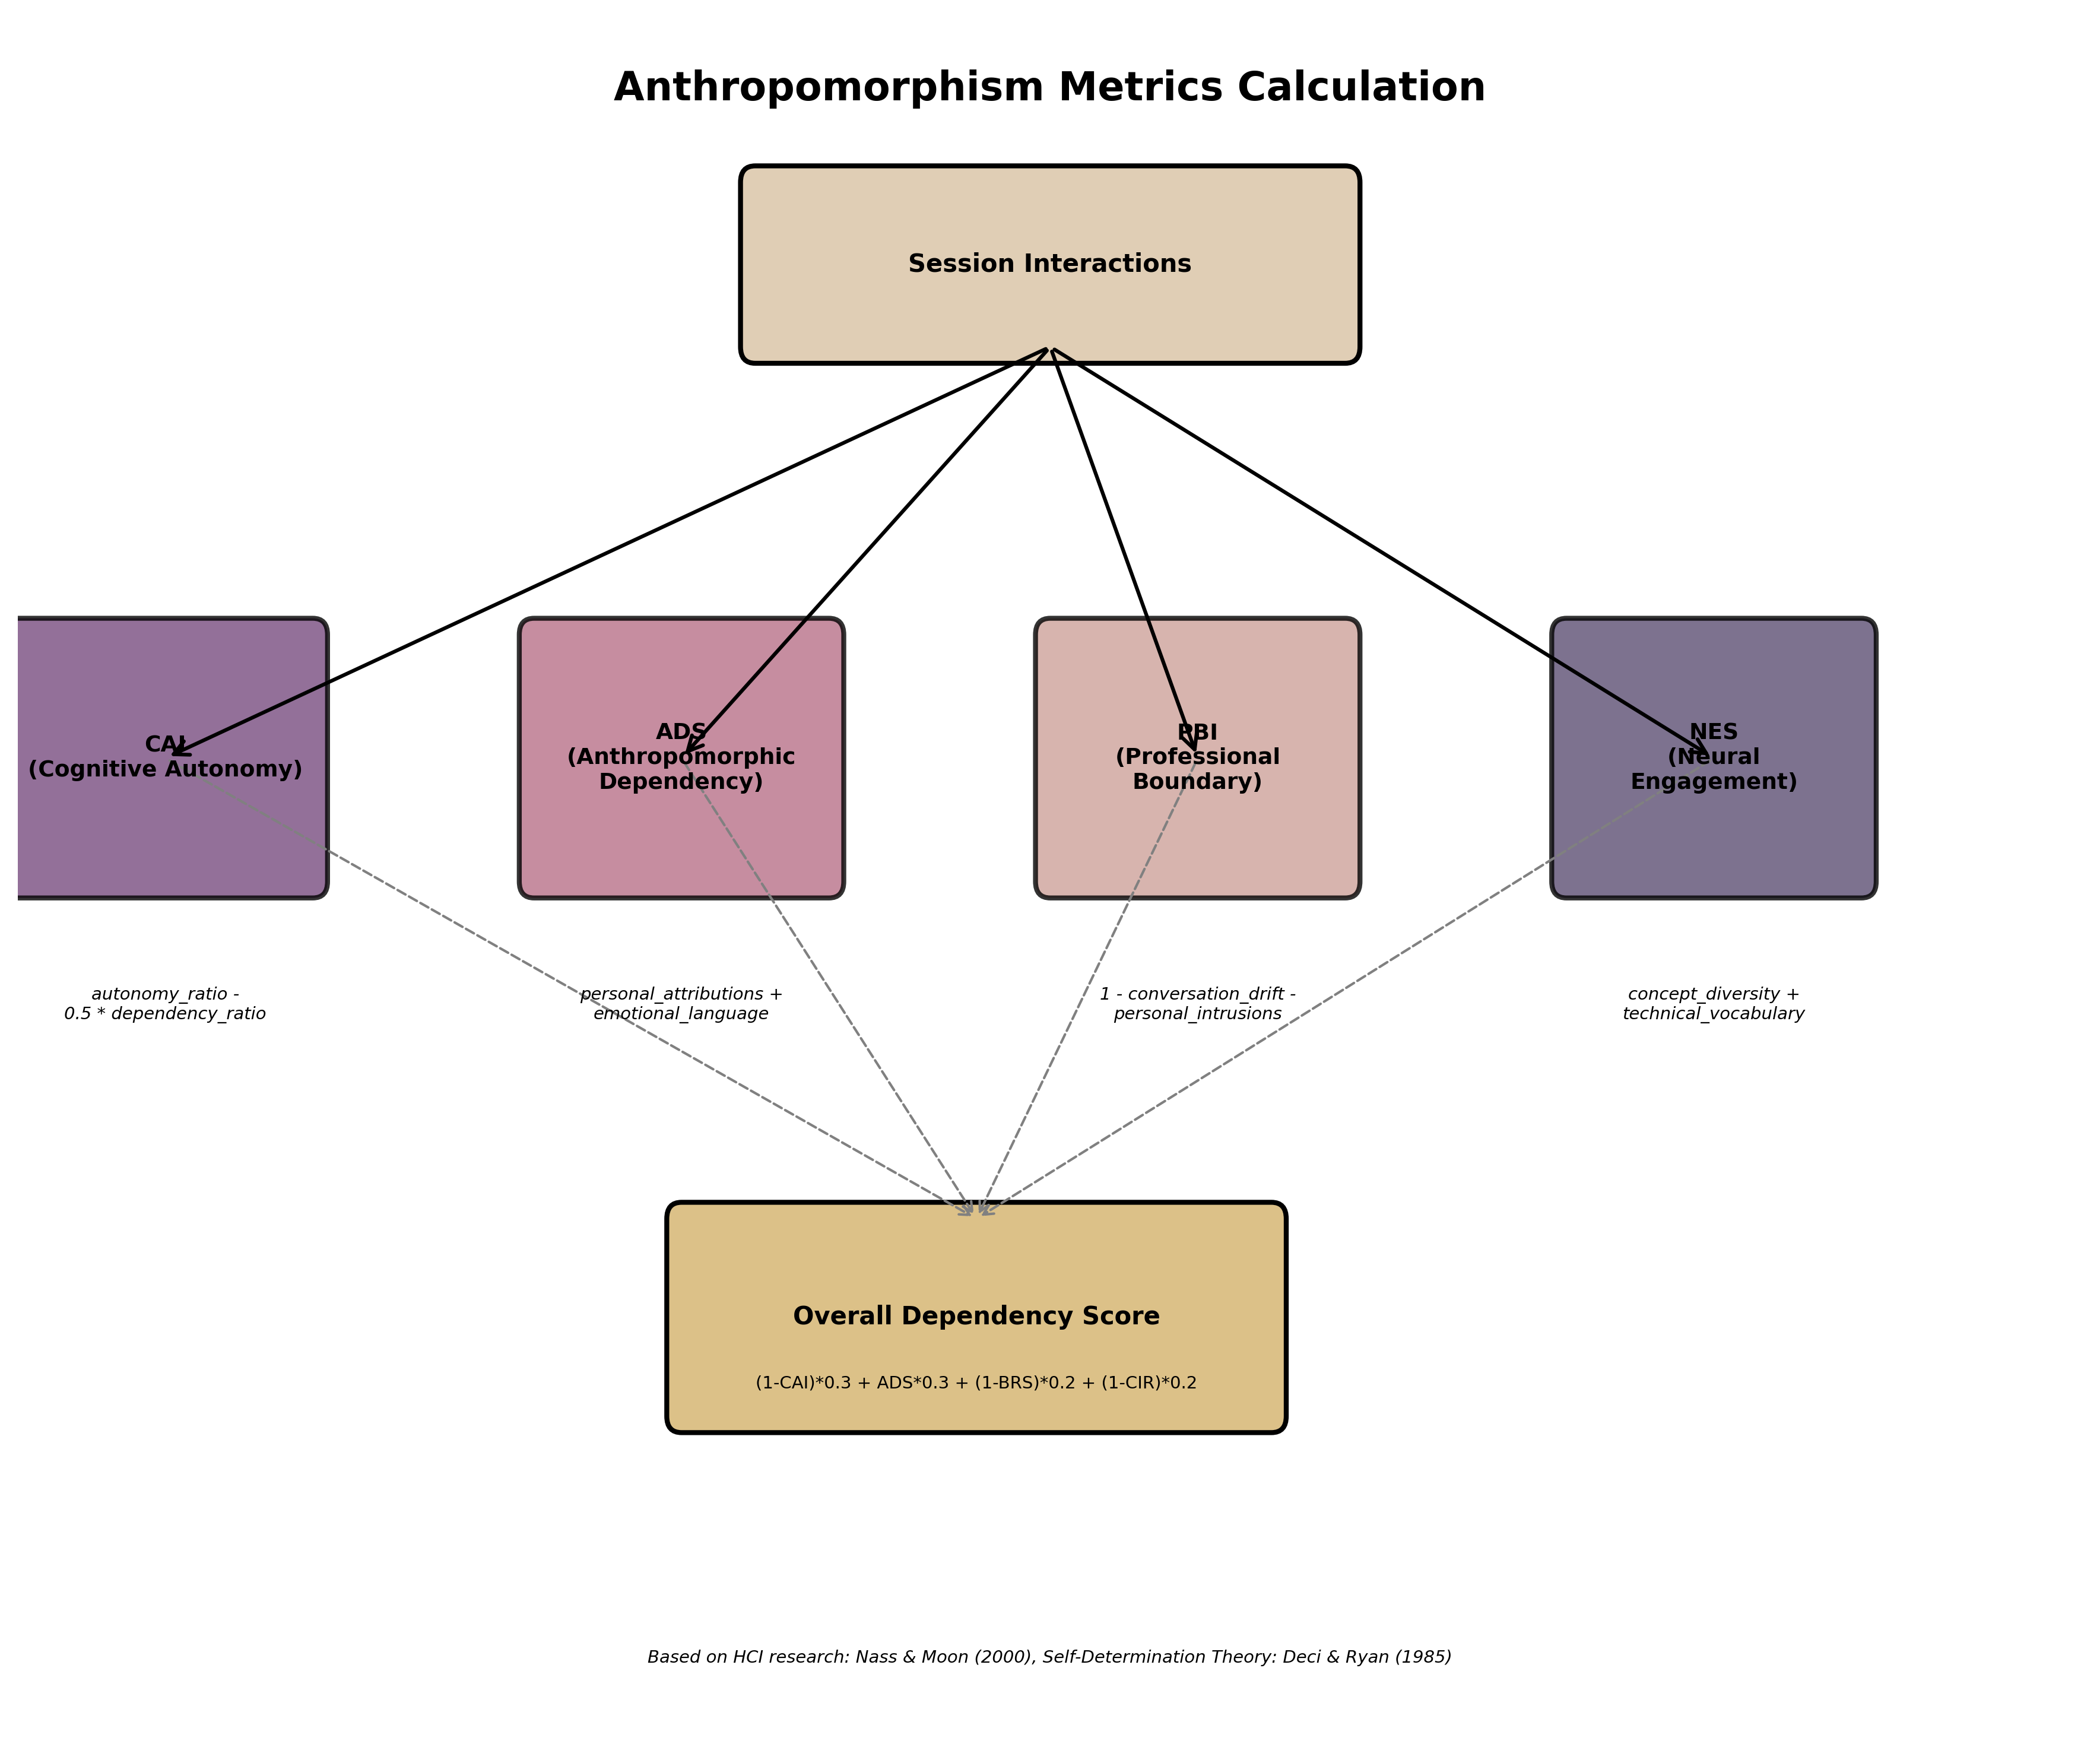 Anthropomorphism Metrics Calculation
Session Interactions
CAI
(Cognitive Autonomy)
ADS
(Anthropomorphic
Dependency)
PBI
(Professional
Boundary)
NES
(Neural
Engagement)
autonomy_ratio -
0.5 * dependency_ratio
personal_attributions +
emotional_language
1 - conversation_drift -
personal_intrusions
concept_diversity +
technical_vocabulary
Overall Dependency Score
(1-CAI)*0.3 + ADS*0.3 + (1-BRS)*0.2 + (1-CIR)*0.2
Based on HCI research: Nass & Moon (2000), Self-Determination Theory: Deci & Ryan (1985)